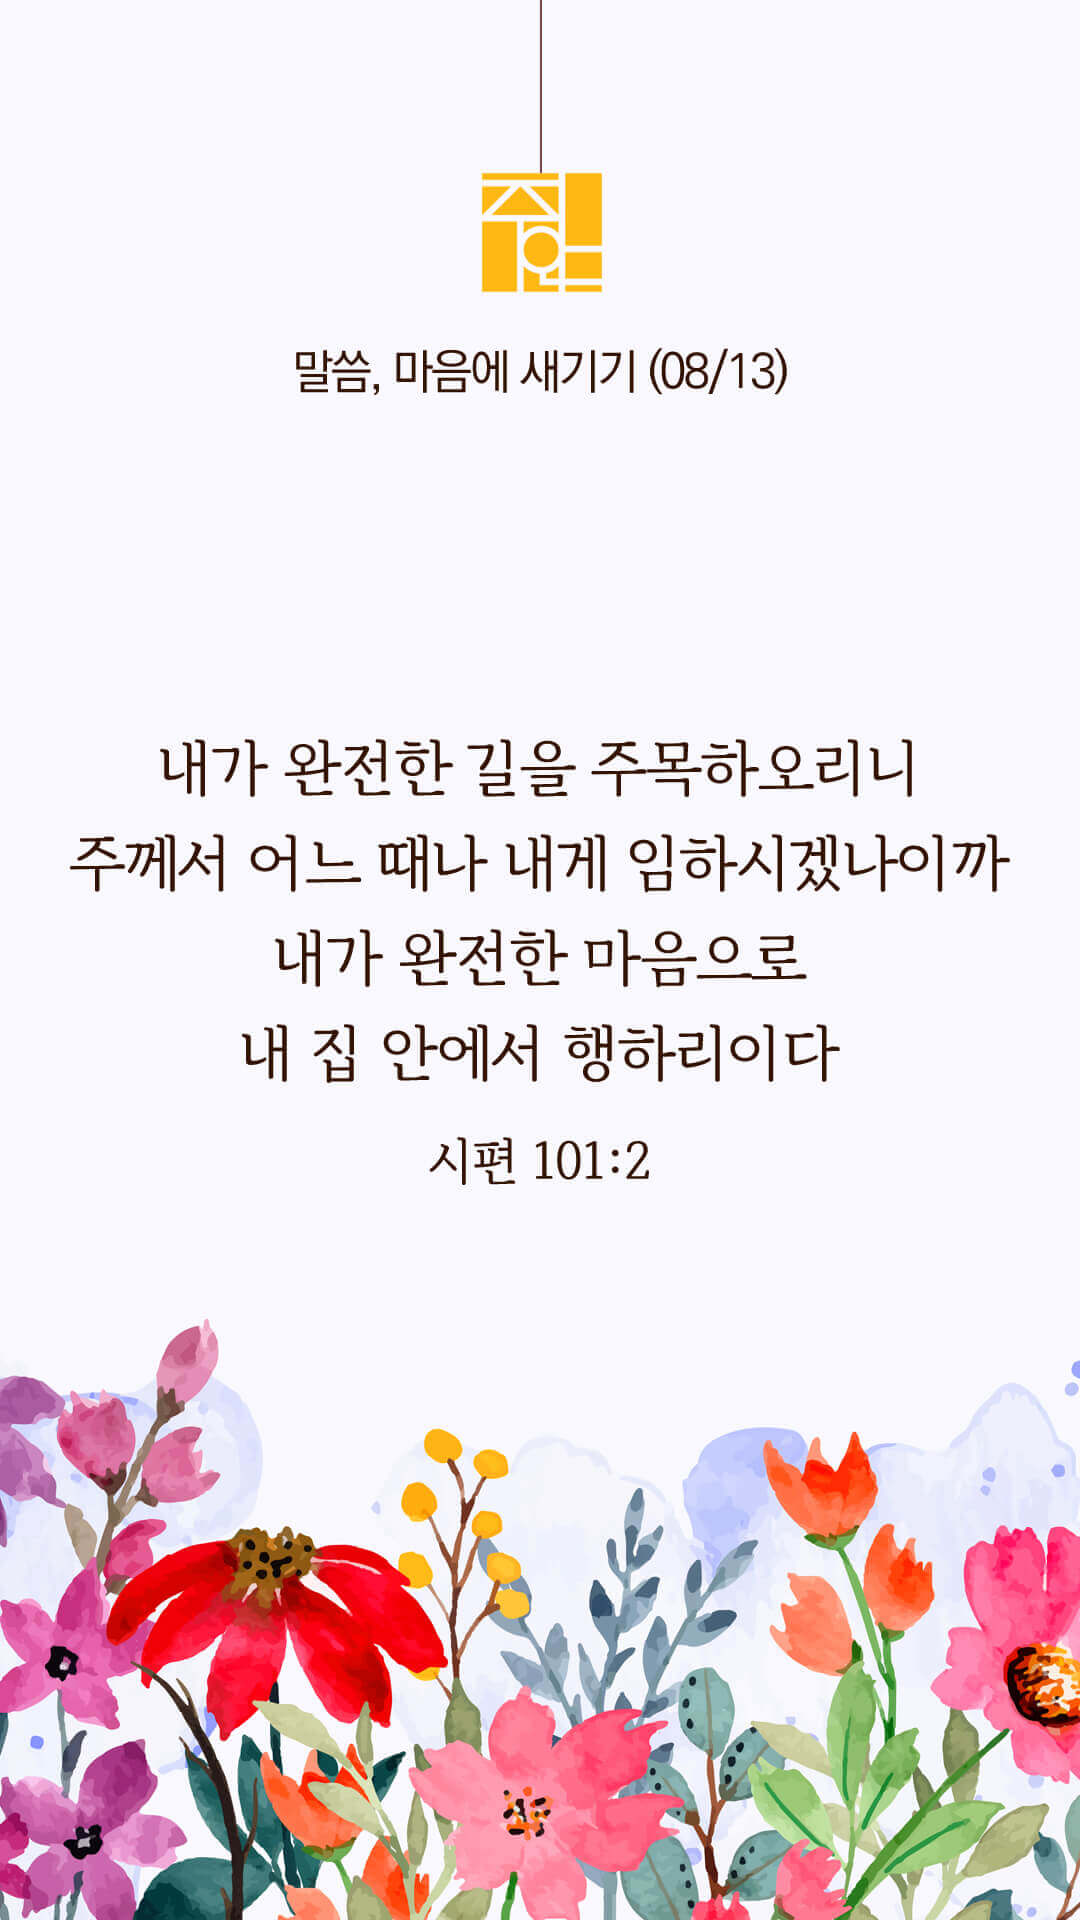 주인
말씀, 마음에 새기기 (08/13)
내가 완전한 길을 주목하오리니
주께서 어느 때나 내게 임하시겠나이까
내가 완전한 마음으로
내 집 안에서 행하리이다
시편 101:2